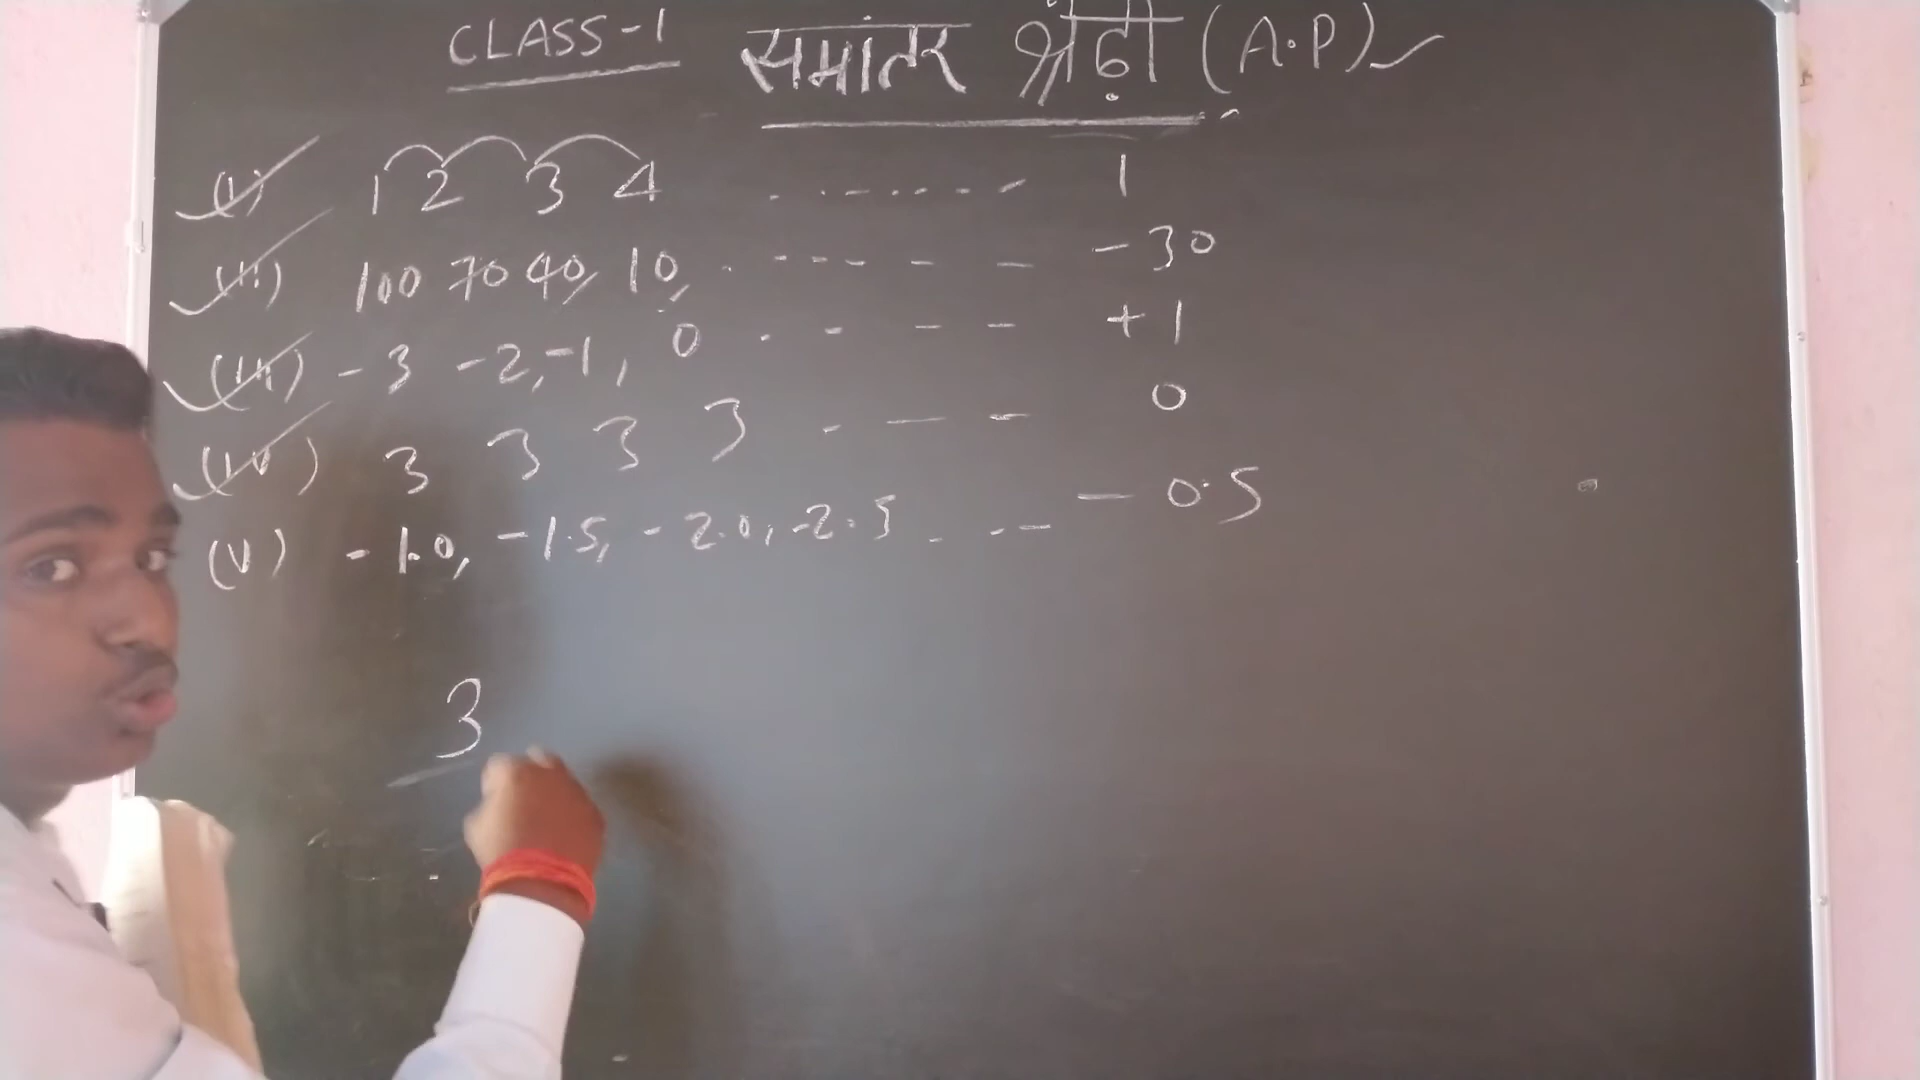 CLASS-1 समांतर श्रेढ़ी (A.P)
(i) 1 2 3 4 ......... 1
(ii) 100 70 40, 10, . - - - - - - -30
(iii) -3 -2, -1, 0 . - - - +1
(iv) 3 3 3 3 . - - 0
(V) -1.0, -1.5, -2.0, -2.5 . - - - 0.5
3